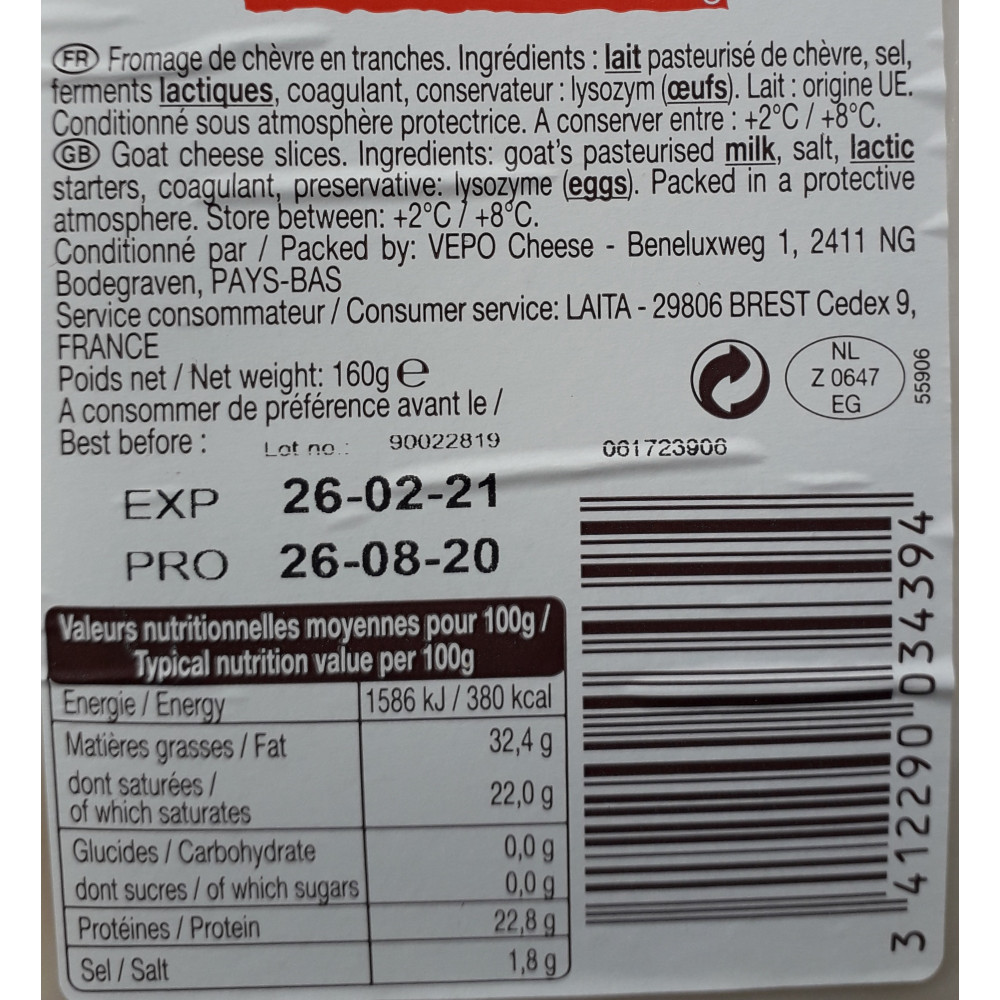 FR Fromage de chèvre en tranches. Ingrédients : lait pasteurisé de chèvre, sel,
ferments lactiques, coagulant, conservateur : lysozym (œufs). Lait : origine UE.
Conditionné sous atmosphère protectrice. A conserver entre : +2°C / +8°C.
GB Goat cheese slices. Ingredients: goat's pasteurised milk, salt, lactic
starters, coagulant, preservative: lysozyme (eggs). Packed in a protective
atmosphere. Store between: +2°C / +8°C.
Conditionné par / Packed by: VEPO Cheese - Beneluxweg 1, 2411 NG
Bodegraven, PAYS-BAS
Service consommateur / Consumer service: LAITA - 29806 BREST Cedex 9,
FRANCE
Poids net / Net weight: 160g e
A consommer de préférence avant le /
Best before :
Lot no.: 90022819
NL
Z 0647
EG
55906
061723906
EXP 26-02-21
PRO 26-08-20
Valeurs nutritionnelles moyennes pour 100g /
Typical nutrition value per 100g
Energie / Energy 1586 kJ / 380 kcal
Matières grasses / Fat 32,4 g
dont saturées /
of which saturates 22,0 g
Glucides / Carbohydrate 0,0 g
dont sucres / of which sugars 0,0 g
Protéines / Protein 22,8 g
Sel / Salt 1,8 g
3 412290 034394